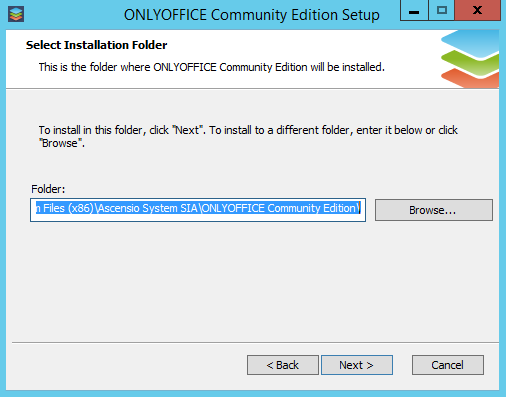 ONLYOFFICE Community Edition Setup
Select Installation Folder
This is the folder where ONLYOFFICE Community Edition will be installed.
To install in this folder, click "Next". To install to a different folder, enter it below or click
"Browse".
Folder:
Files (x86)\Ascensio System SIA\ONLYOFFICE Community Edition\
Browse...
< Back
Next >
Cancel